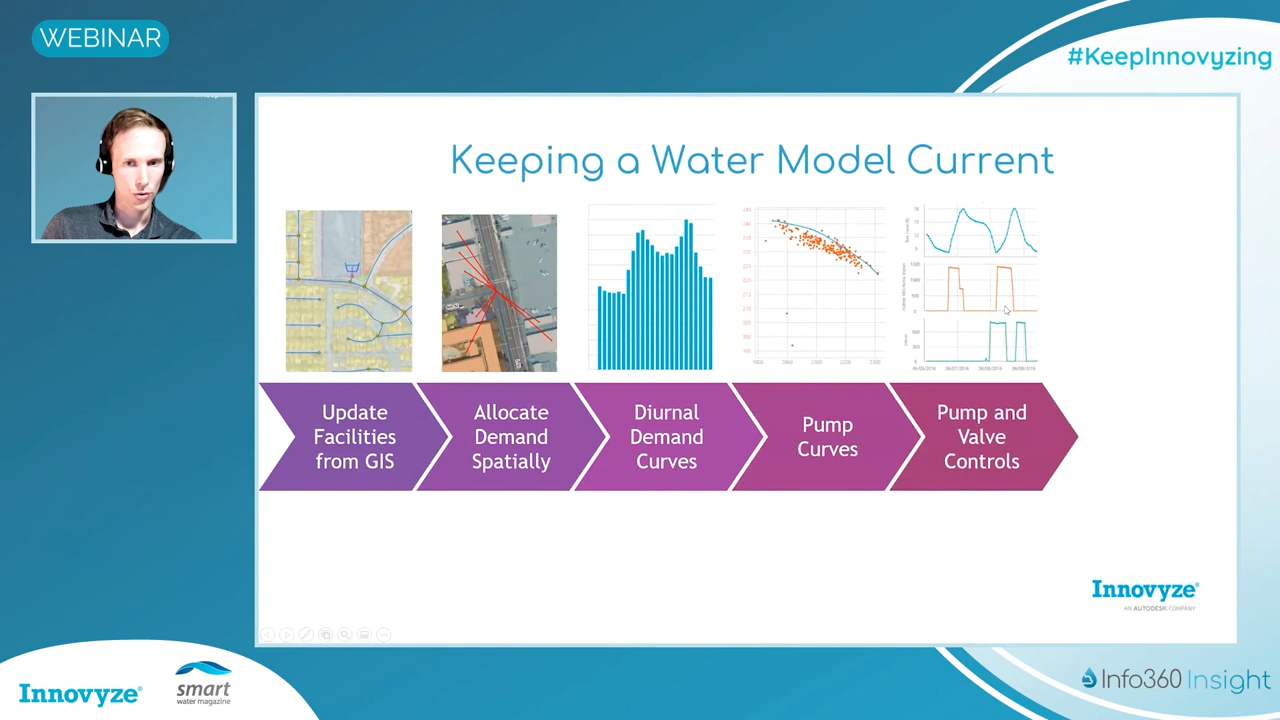 WEBINAR
#KeepInnovyzing
Keeping a Water Model Current
Update
Facilities
from GIS
Allocate
Demand
Spatially
Diurnal
Demand
Curves
Pump
Curves
Pump and
Valve
Controls
Innovyze®
AN AUTODESK COMPANY
Innovyze®
smart
water magazine
Info360 Insight